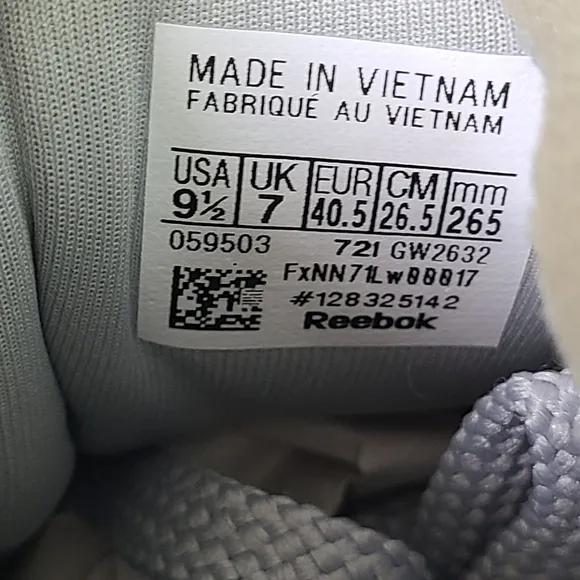 MADE IN VIETNAM
FABRIQUÉ AU VIETNAM
USA UK EUR CM mm
9½ 7 40.5 26.5 265
059503 721 GW2632
FxNN71Lw00017
#128325142
Reebok